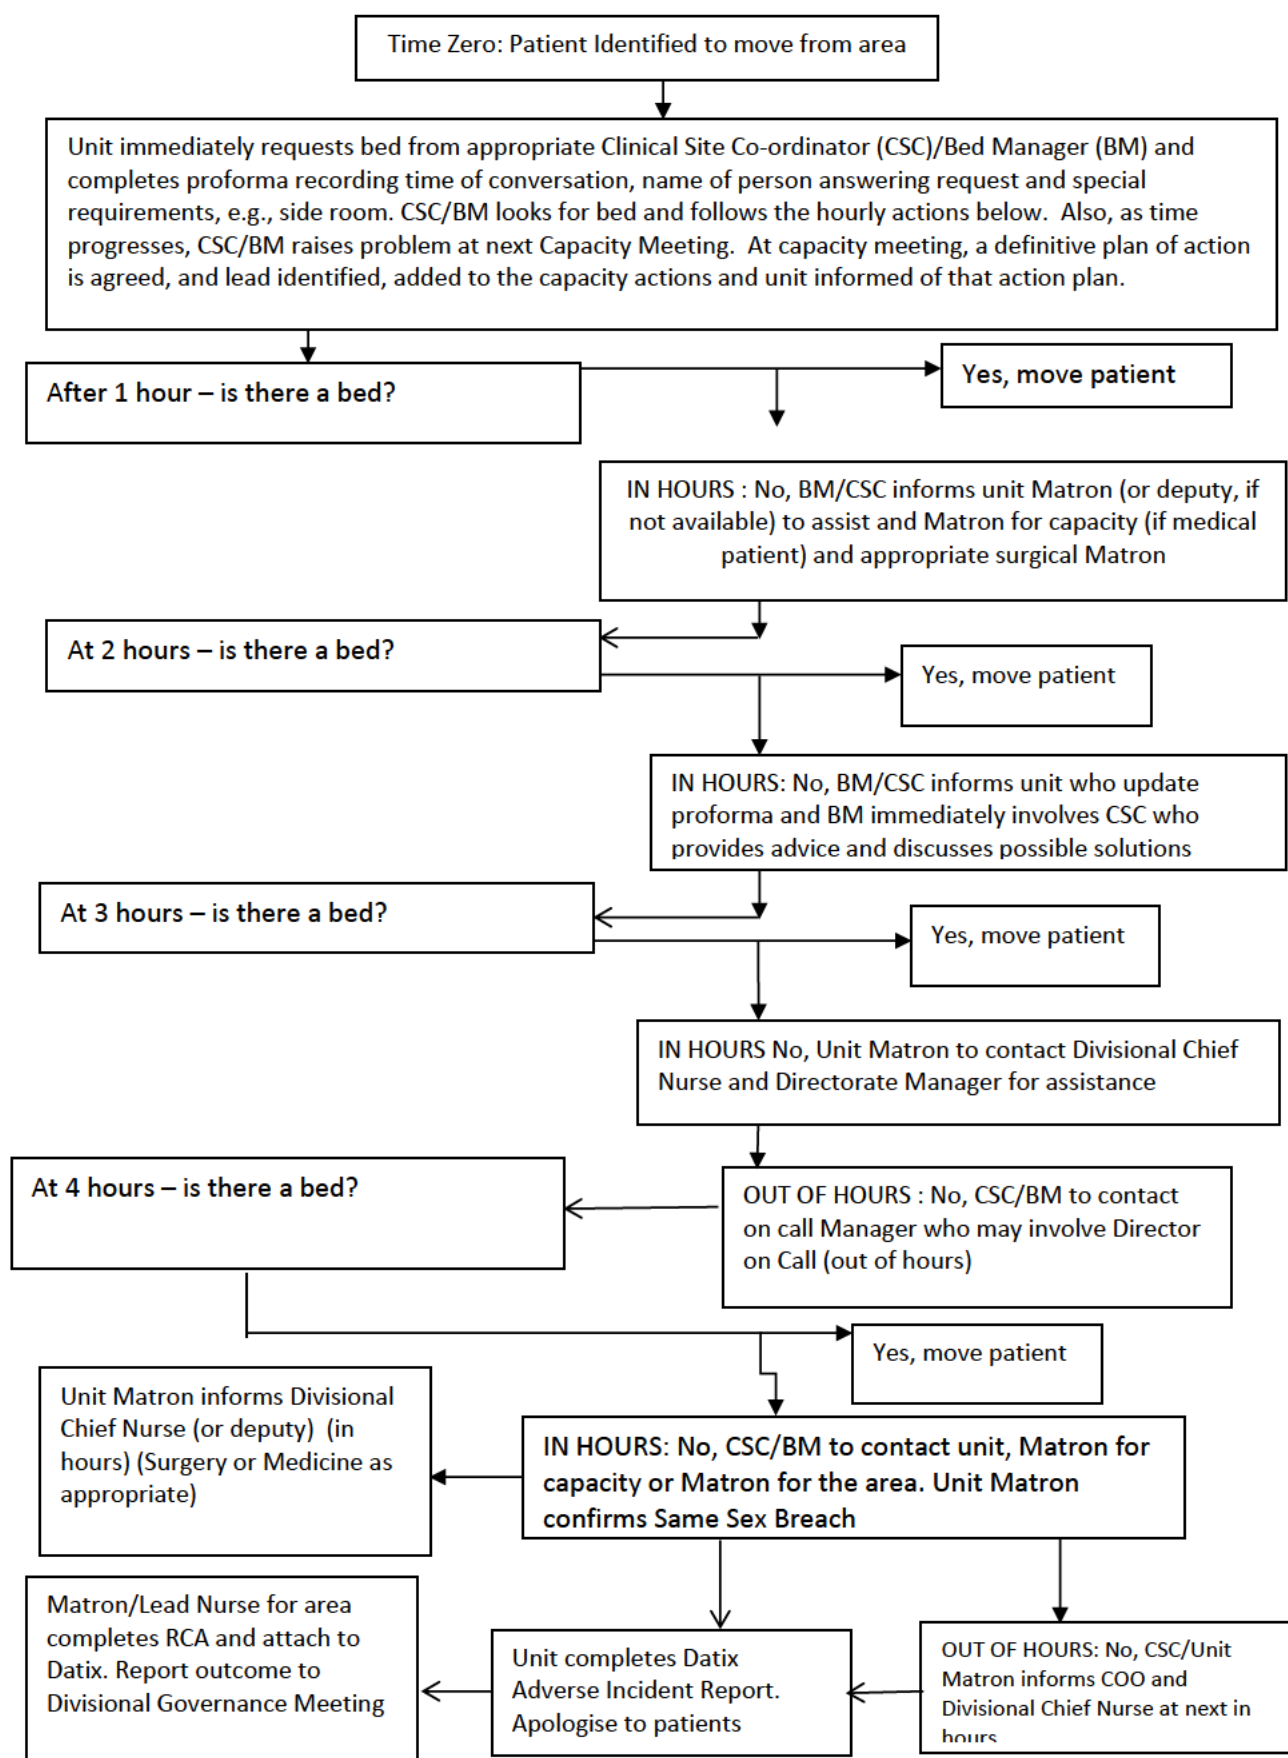 Time Zero: Patient Identified to move from area
Unit immediately requests bed from appropriate Clinical Site Co-ordinator (CSC)/Bed Manager (BM) and
completes proforma recording time of conversation, name of person answering request and special
requirements, e.g., side room. CSC/BM looks for bed and follows the hourly actions below.  Also, as time
progresses, CSC/BM raises problem at next Capacity Meeting.  At capacity meeting, a definitive plan of action
is agreed, and lead identified, added to the capacity actions and unit informed of that action plan.
After 1 hour – is there a bed?
Yes, move patient
IN HOURS : No, BM/CSC informs unit Matron (or deputy, if
not available) to assist and Matron for capacity (if medical
patient) and appropriate surgical Matron
At 2 hours – is there a bed?
Yes, move patient
IN HOURS: No, BM/CSC informs unit who update
proforma and BM immediately involves CSC who
provides advice and discusses possible solutions
At 3 hours – is there a bed?
Yes, move patient
IN HOURS No, Unit Matron to contact Divisional Chief
Nurse and Directorate Manager for assistance
At 4 hours – is there a bed?
OUT OF HOURS : No, CSC/BM to contact
on call Manager who may involve Director
on Call (out of hours)
Yes, move patient
Unit Matron informs Divisional
Chief Nurse (or deputy)  (in
hours) (Surgery or Medicine as
appropriate)
IN HOURS: No, CSC/BM to contact unit, Matron for
capacity or Matron for the area. Unit Matron
confirms Same Sex Breach
Matron/Lead Nurse for area
completes RCA and attach to
Datix. Report outcome to
Divisional Governance Meeting
Unit completes Datix
Adverse Incident Report.
Apologise to patients
OUT OF HOURS: No, CSC/Unit
Matron informs COO and
Divisional Chief Nurse at next in
hours